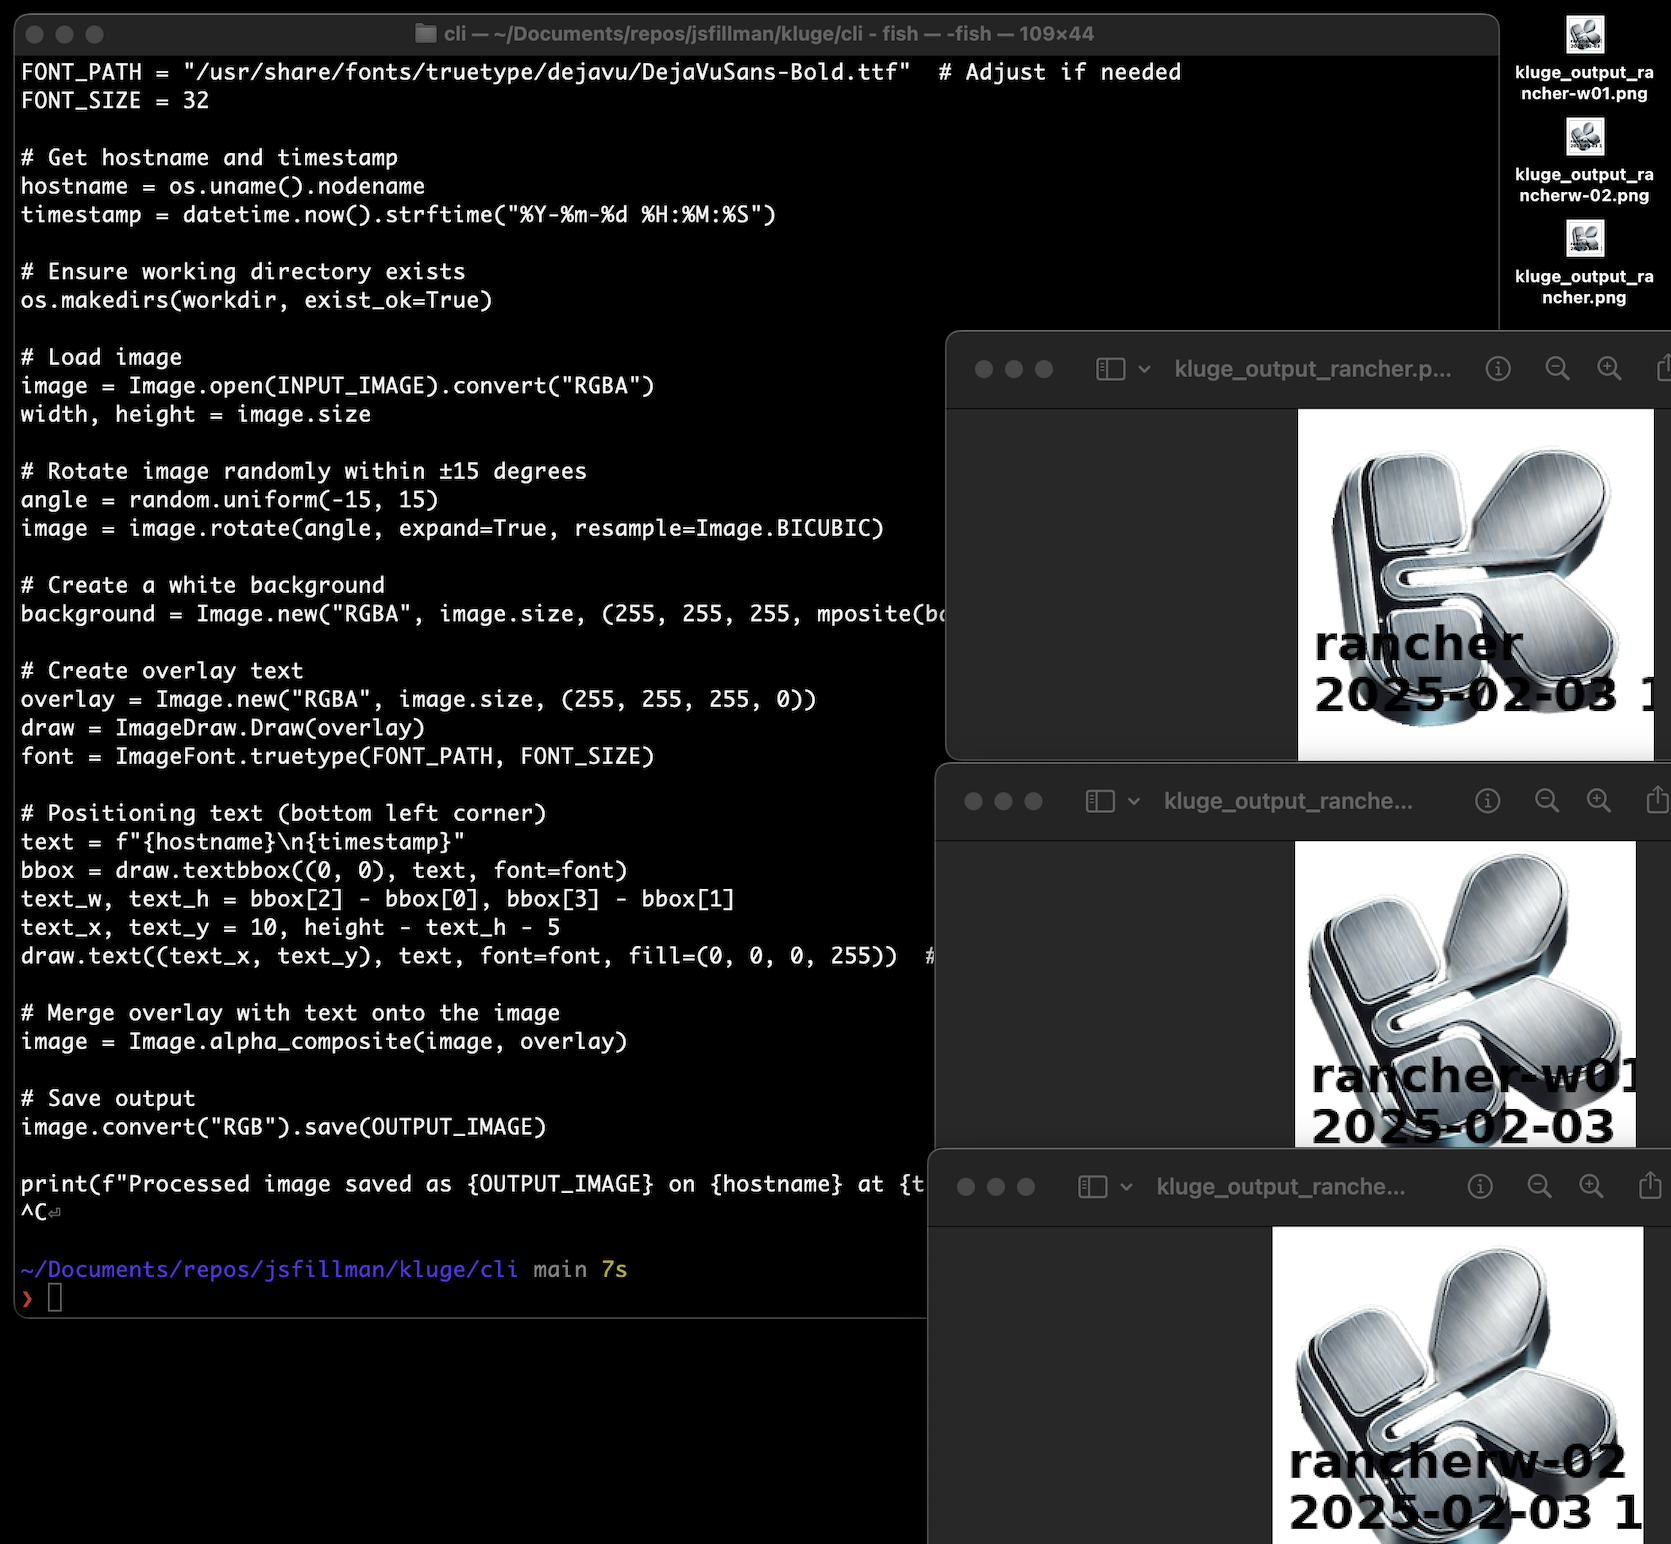 cli — ~/Documents/repos/jsfillman/kluge/cli - fish — -fish — 109×44
FONT_PATH = "/usr/share/fonts/truetype/dejavu/DejaVuSans-Bold.ttf"  # Adjust if needed
FONT_SIZE = 32
# Get hostname and timestamp
hostname = os.uname().nodename
timestamp = datetime.now().strftime("%Y-%m-%d %H:%M:%S")
# Ensure working directory exists
os.makedirs(workdir, exist_ok=True)
# Load image
image = Image.open(INPUT_IMAGE).convert("RGBA")
width, height = image.size
# Rotate image randomly within ±15 degrees
angle = random.uniform(-15, 15)
image = image.rotate(angle, expand=True, resample=Image.BICUBIC)
# Create a white background
background = Image.new("RGBA", image.size, (255, 255, 255, mposite(bc
# Create overlay text
overlay = Image.new("RGBA", image.size, (255, 255, 255, 0))
draw = ImageDraw.Draw(overlay)
font = ImageFont.truetype(FONT_PATH, FONT_SIZE)
# Positioning text (bottom left corner)
text = f"{hostname}\n{timestamp}"
bbox = draw.textbbox((0, 0), text, font=font)
text_w, text_h = bbox[2] - bbox[0], bbox[3] - bbox[1]
text_x, text_y = 10, height - text_h - 5
draw.text((text_x, text_y), text, font=font, fill=(0, 0, 0, 255))  #
# Merge overlay with text onto the image
image = Image.alpha_composite(image, overlay)
# Save output
image.convert("RGB").save(OUTPUT_IMAGE)
print(f"Processed image saved as {OUTPUT_IMAGE} on {hostname} at {t
^C⏎
~/Documents/repos/jsfillman/kluge/cli main 7s
❯
kluge_output_ra
ncher-w01.png
kluge_output_ra
ncherw-02.png
kluge_output_ra
ncher.png
kluge_output_rancher.p...
rancher
2025-02-03 1
kluge_output_ranche...
rancher-w01
2025-02-03
kluge_output_ranche...
rancherw-02
2025-02-03 1